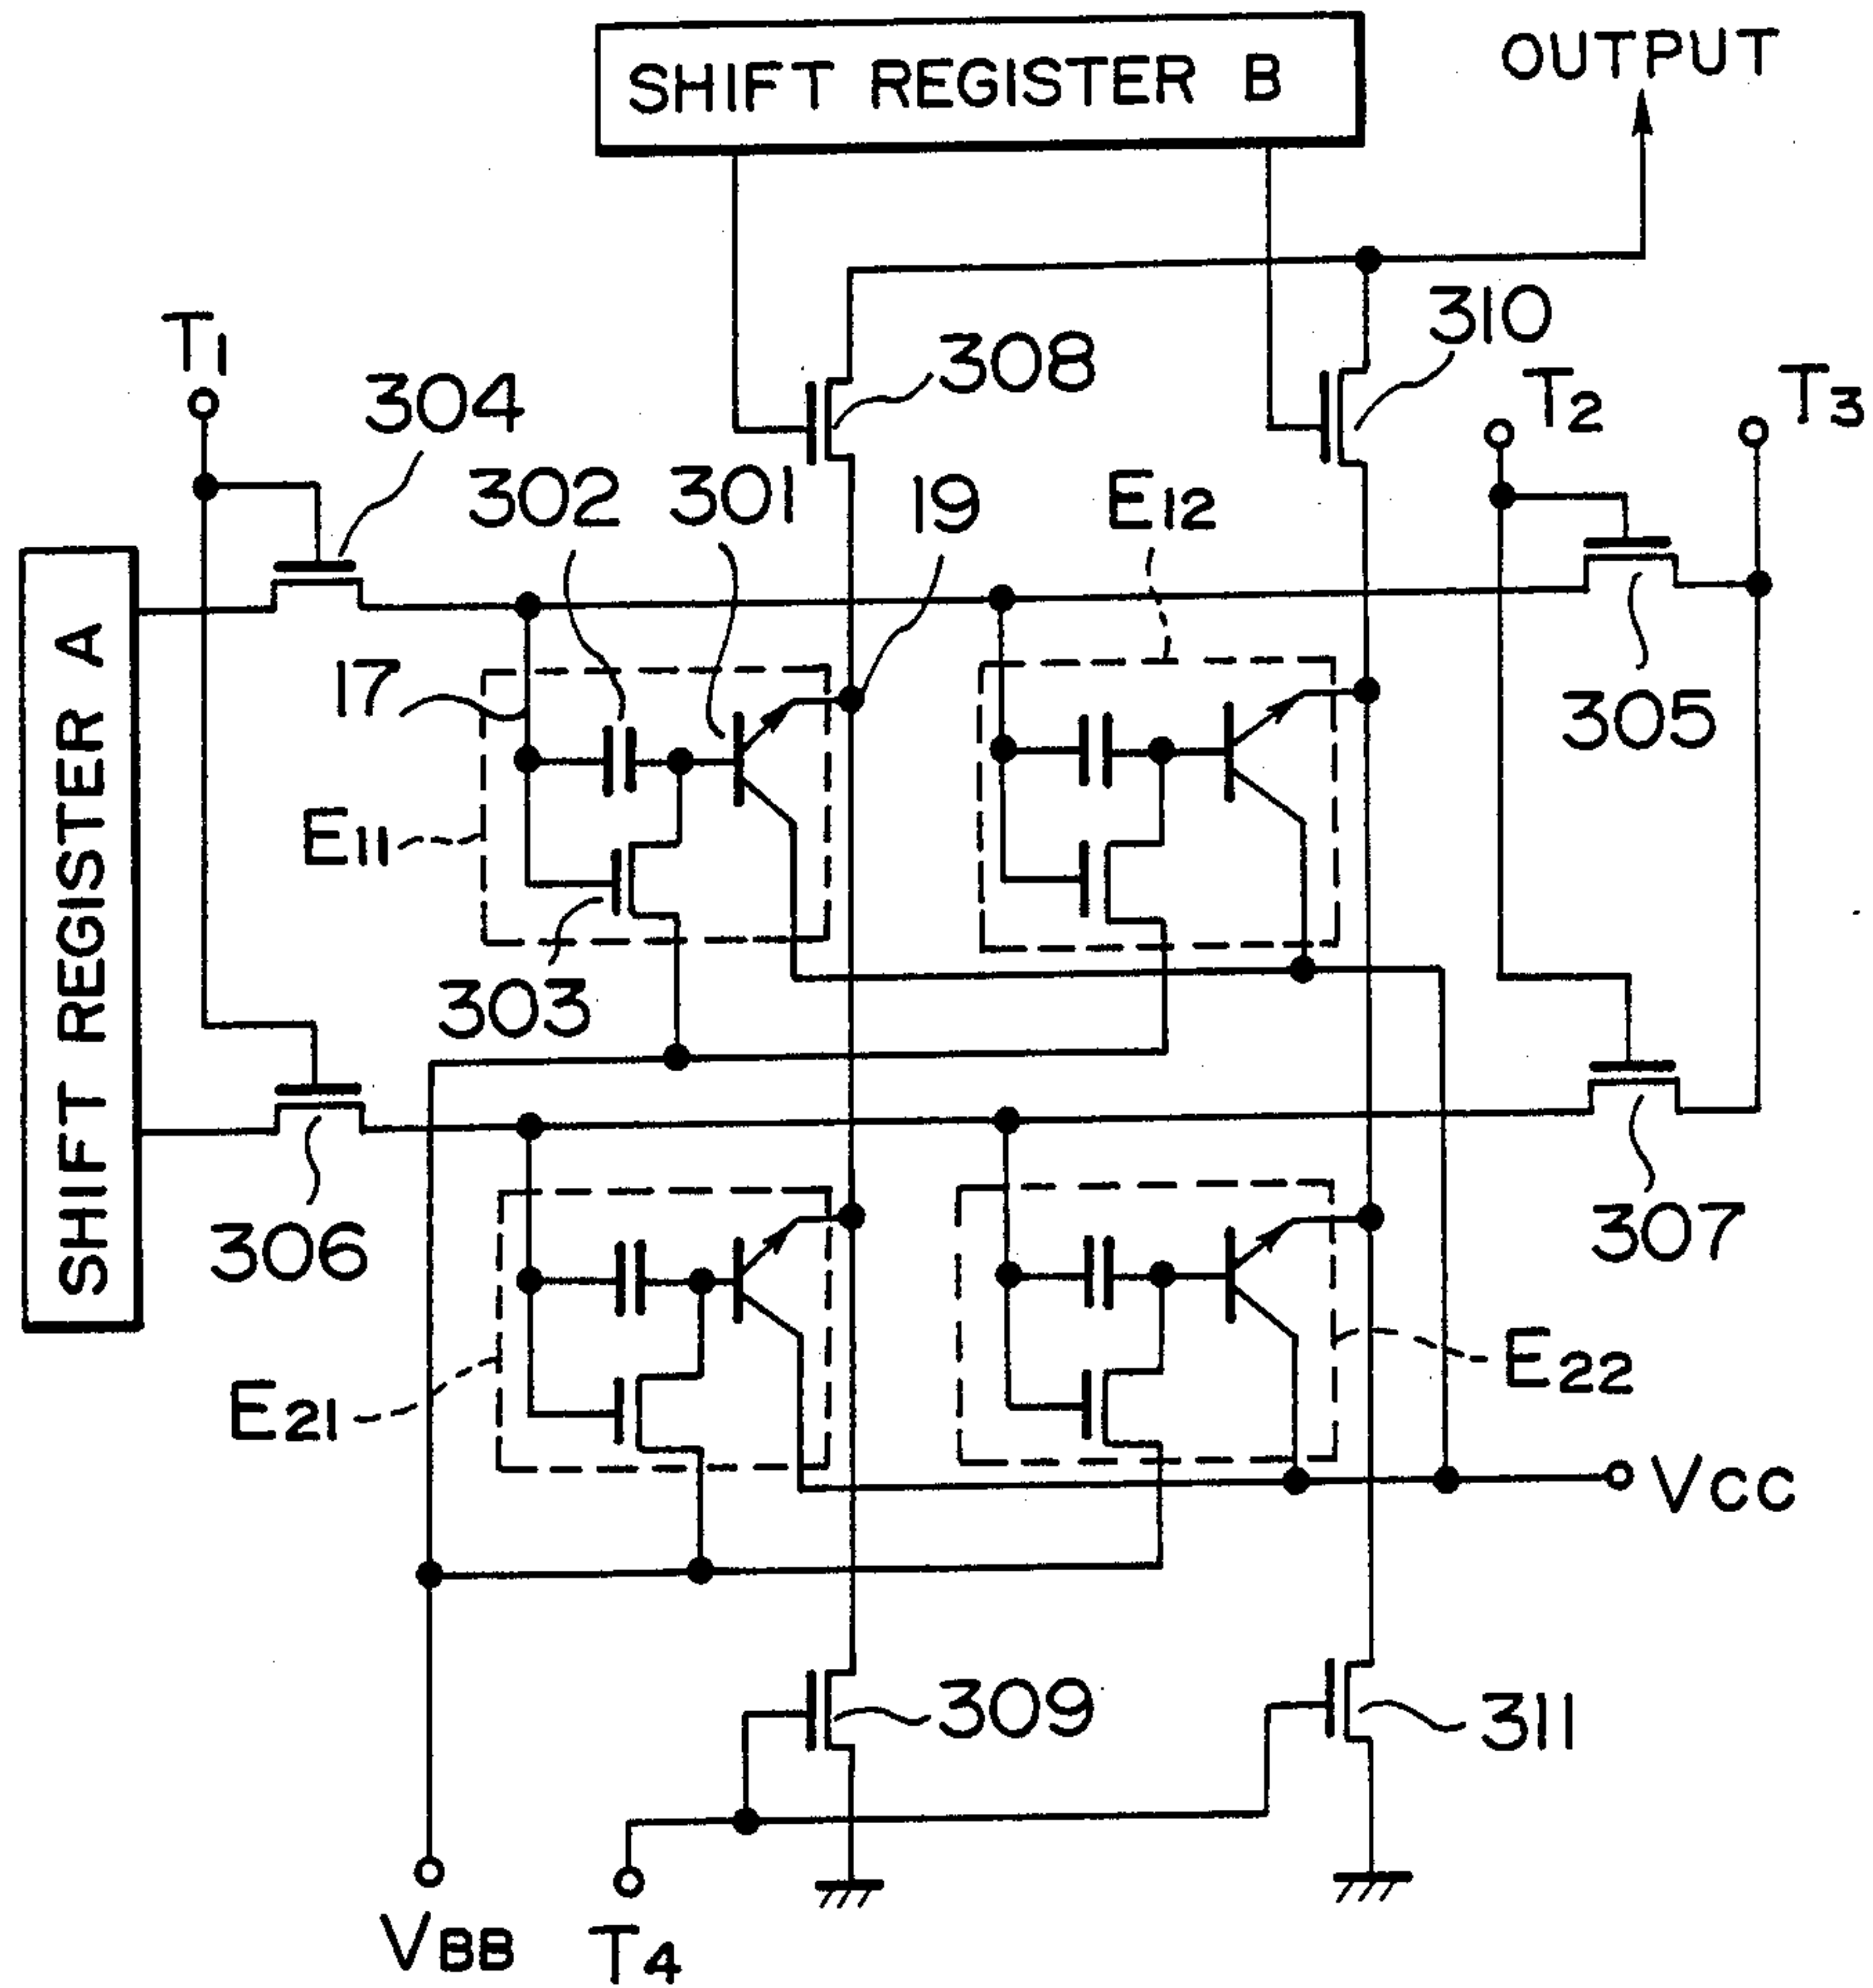 SHIFT REGISTER B
OUTPUT
T1
304
302
301
19
E12
308
310
T2
T3
SHIFT REGISTER A
17
305
E11
303
306
307
E21
E22
VCC
309
311
VBB
T4